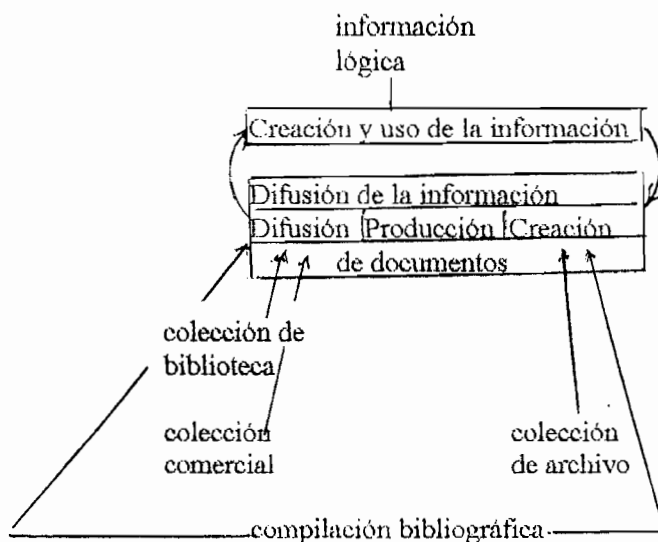 información
lógica
Creación y uso de la información
Difusión de la información
Difusión Producción Creación
de documentos
colección de
biblioteca
colección
comercial
colección
de archivo
compilación bibliográfica